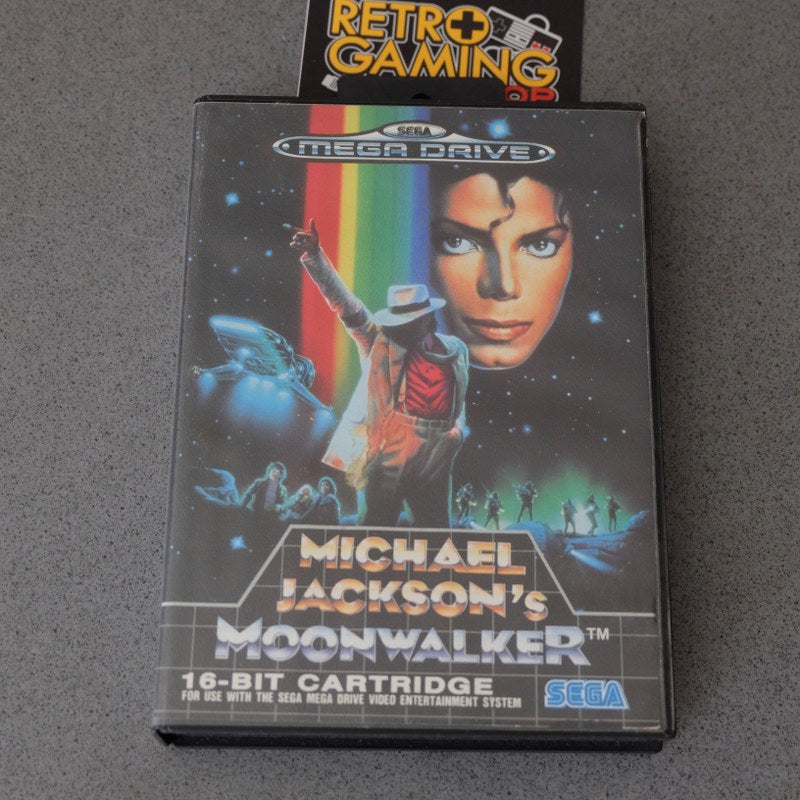 RETRO
GAMING
SEGA
MEGA DRIVE
MICHAEL
JACKSON's
MOONWALKER™
16-BIT CARTRIDGE
FOR USE WITH THE SEGA MEGA DRIVE VIDEO ENTERTAINMENT SYSTEM
SEGA